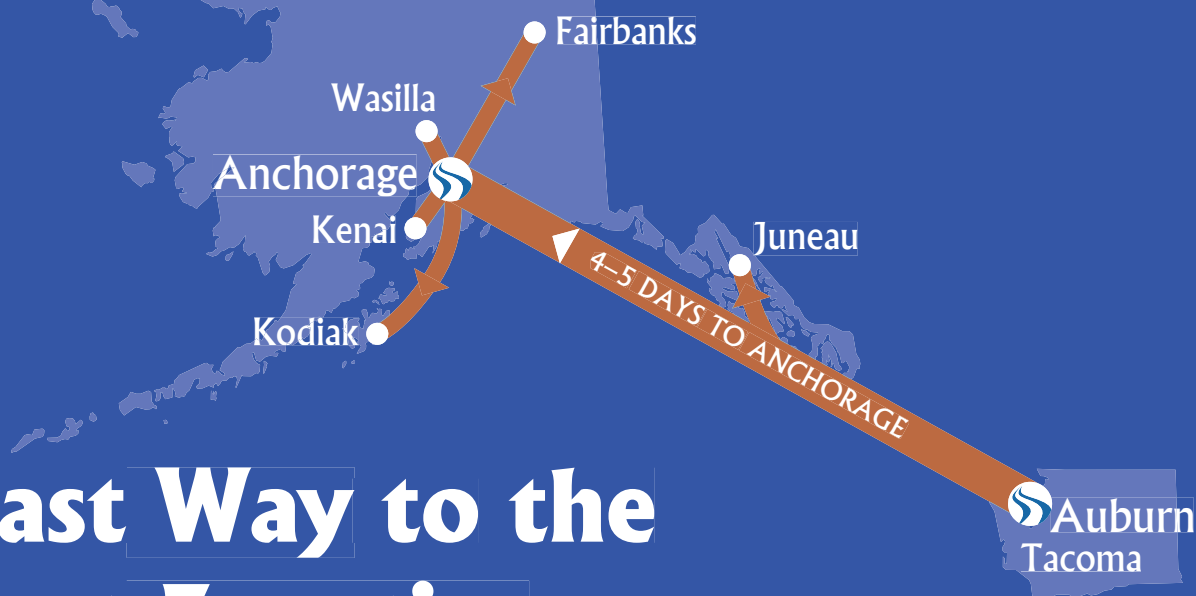 Fairbanks
Wasilla
Anchorage
Kenai
Juneau
4–5 DAYS TO ANCHORAGE
Kodiak
ast Way to the
Auburn
Tacoma